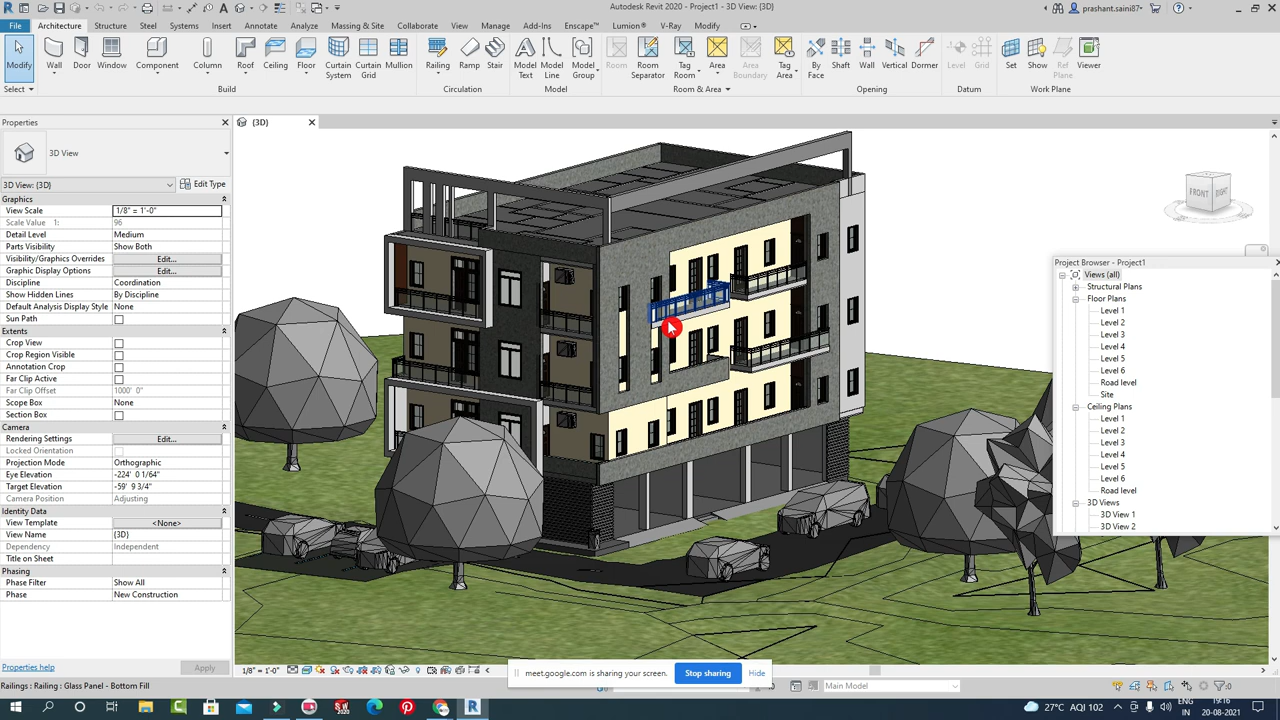 Autodesk Revit 2020 - Project1 - 3D View: {3D}
prashant.saini87
File Architecture Structure Steel Systems Insert Annotate Analyze Massing & Site Collaborate View Manage Add-Ins Enscape™ Lumion® V-Ray Modify
Modify Wall Door Window Component Column Roof Ceiling Floor Curtain System Curtain Grid Mullion Railing Ramp Stair Model Text Model Line Model Group Room Room Separator Tag Room Area Area Boundary Tag Area By Face Shaft Wall Vertical Dormer Level Grid Set Show Ref Plane Viewer
Select Build Circulation Model Room & Area Opening Datum Work Plane
Properties
{3D}
3D View
3D View: {3D} Edit Type
Graphics
View Scale 1/8" = 1'-0"
Scale Value 1: 96
Detail Level Medium
Parts Visibility Show Both
Visibility/Graphics Overrides Edit...
Graphic Display Options Edit...
Discipline Coordination
Show Hidden Lines By Discipline
Default Analysis Display Style None
Sun Path
Extents
Crop View
Crop Region Visible
Annotation Crop
Far Clip Active
Far Clip Offset 1000' 0"
Scope Box None
Section Box
Camera
Rendering Settings Edit...
Locked Orientation
Projection Mode Orthographic
Eye Elevation -224' 0 1/64"
Target Elevation -59' 9 3/4"
Camera Position Adjusting
Identity Data
View Template <None>
View Name {3D}
Dependency Independent
Title on Sheet
Phasing
Phase Filter Show All
Phase New Construction
Properties help Apply
FRONT RIGHT
Project Browser - Project1
Views (all)
Structural Plans
Floor Plans
Level 1
Level 2
Level 3
Level 4
Level 5
Level 6
Road level
Site
Ceiling Plans
Level 1
Level 2
Level 3
Level 4
Level 5
Level 6
Road level
3D Views
3D View 1
3D View 2
1/8" = 1'-0"
meet.google.com is sharing your screen. Stop sharing Hide
Railings : Railing : Glass Panel - Bottom Fill
Main Model
:0
27°C AQI 102
ENG
IN
19:16
20-08-2021